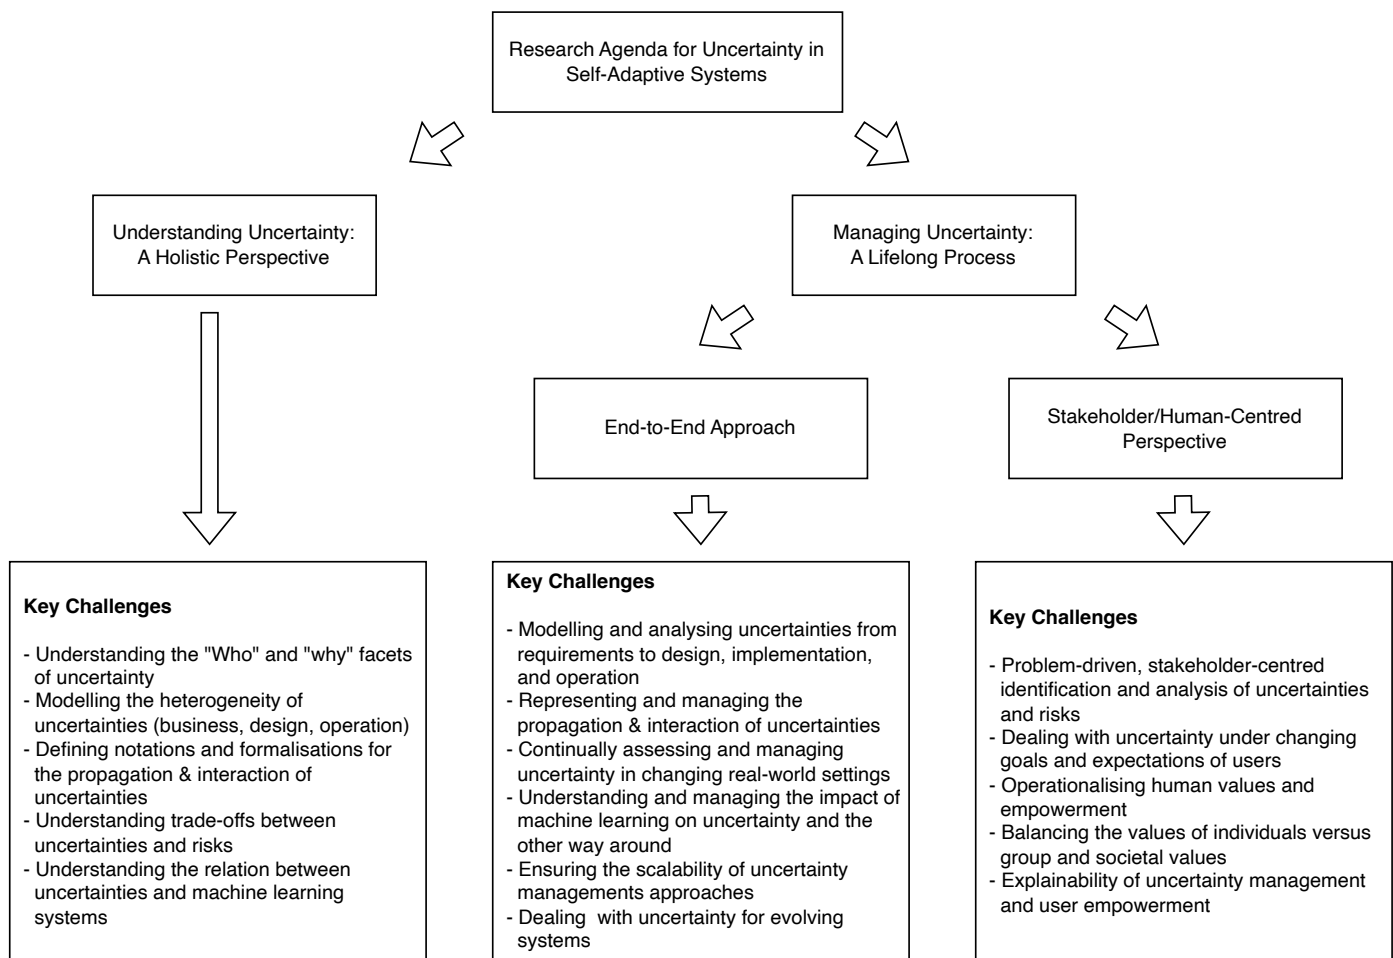 Research Agenda for Uncertainty in
Self-Adaptive Systems
Understanding Uncertainty:
A Holistic Perspective
Managing Uncertainty:
A Lifelong Process
End-to-End Approach
Stakeholder/Human-Centred
Perspective
Key Challenges
- Understanding the "Who" and "why" facets
of uncertainty
- Modelling the heterogeneity of
uncertainties (business, design, operation)
- Defining notations and formalisations for
the propagation & interaction of
uncertainties
- Understanding trade-offs between
uncertainties and risks
- Understanding the relation between
uncertainties and machine learning
systems
Key Challenges
- Modelling and analysing uncertainties from
requirements to design, implementation,
and operation
- Representing and managing the
propagation & interaction of uncertainties
- Continually assessing and managing
uncertainty in changing real-world settings
- Understanding and managing the impact of
machine learning on uncertainty and the
other way around
- Ensuring the scalability of uncertainty
managements approaches
- Dealing with uncertainty for evolving
systems
Key Challenges
- Problem-driven, stakeholder-centred
identification and analysis of uncertainties
and risks
- Dealing with uncertainty under changing
goals and expectations of users
- Operationalising human values and
empowerment
- Balancing the values of individuals versus
group and societal values
- Explainability of uncertainty management
and user empowerment